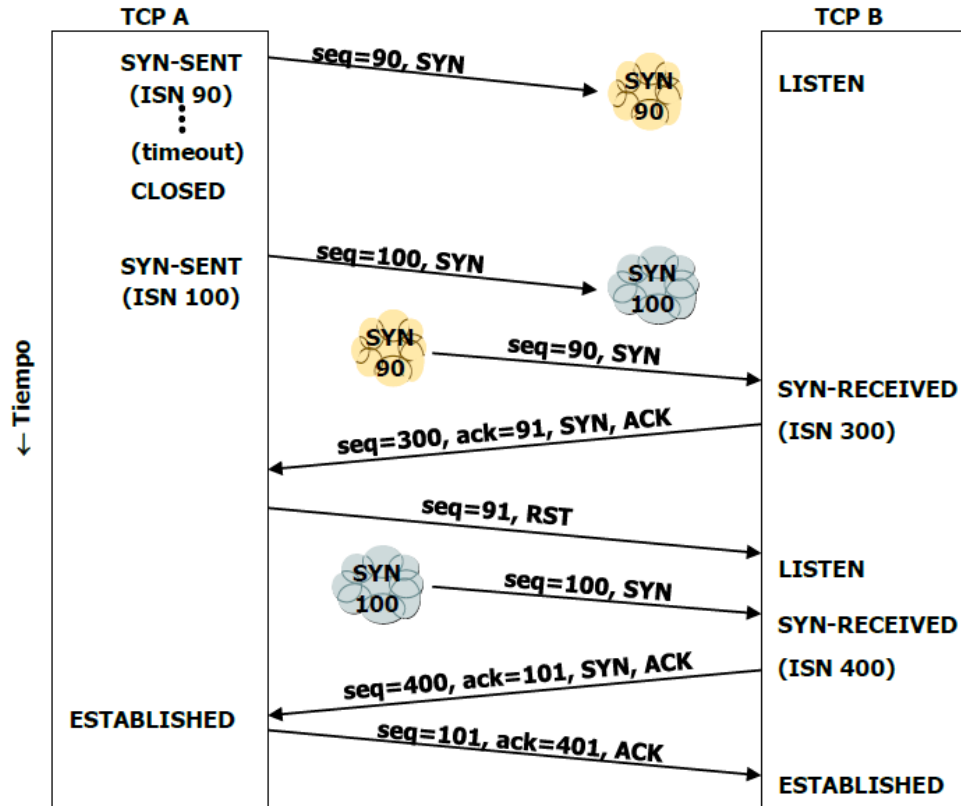 TCP A
TCP B
SYN-SENT
(ISN 90)
(timeout)
CLOSED
seq=90, SYN
SYN
90
LISTEN
SYN-SENT
(ISN 100)
seq=100, SYN
SYN
100
SYN
90
seq=90, SYN
SYN-RECEIVED
(ISN 300)
← Tiempo
seq=300, ack=91, SYN, ACK
seq=91, RST
LISTEN
SYN
100
seq=100, SYN
SYN-RECEIVED
(ISN 400)
seq=400, ack=101, SYN, ACK
ESTABLISHED
seq=101, ack=401, ACK
ESTABLISHED